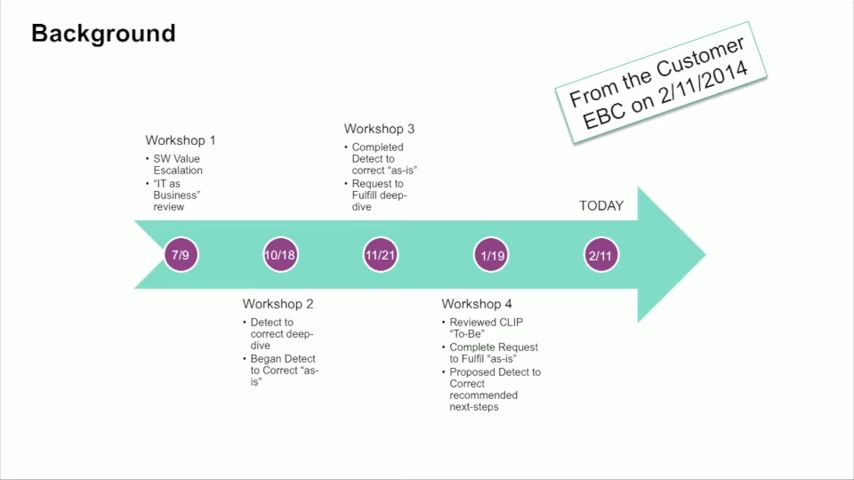 Background
From the Customer
EBC on 2/11/2014
Workshop 1
• SW Value
Escalation
• “IT as
Business”
review
Workshop 3
• Completed
Detect to
correct “as-is”
• Request to
Fulfill deep-
dive
TODAY
7/9
10/18
11/21
1/19
2/11
Workshop 2
• Detect to
correct deep-
dive
• Began Detect
to Correct “as-
is”
Workshop 4
• Reviewed CLIP
“To-Be”
• Complete Request
to Fulfil “as-is”
• Proposed Detect to
Correct
recommended
next-steps